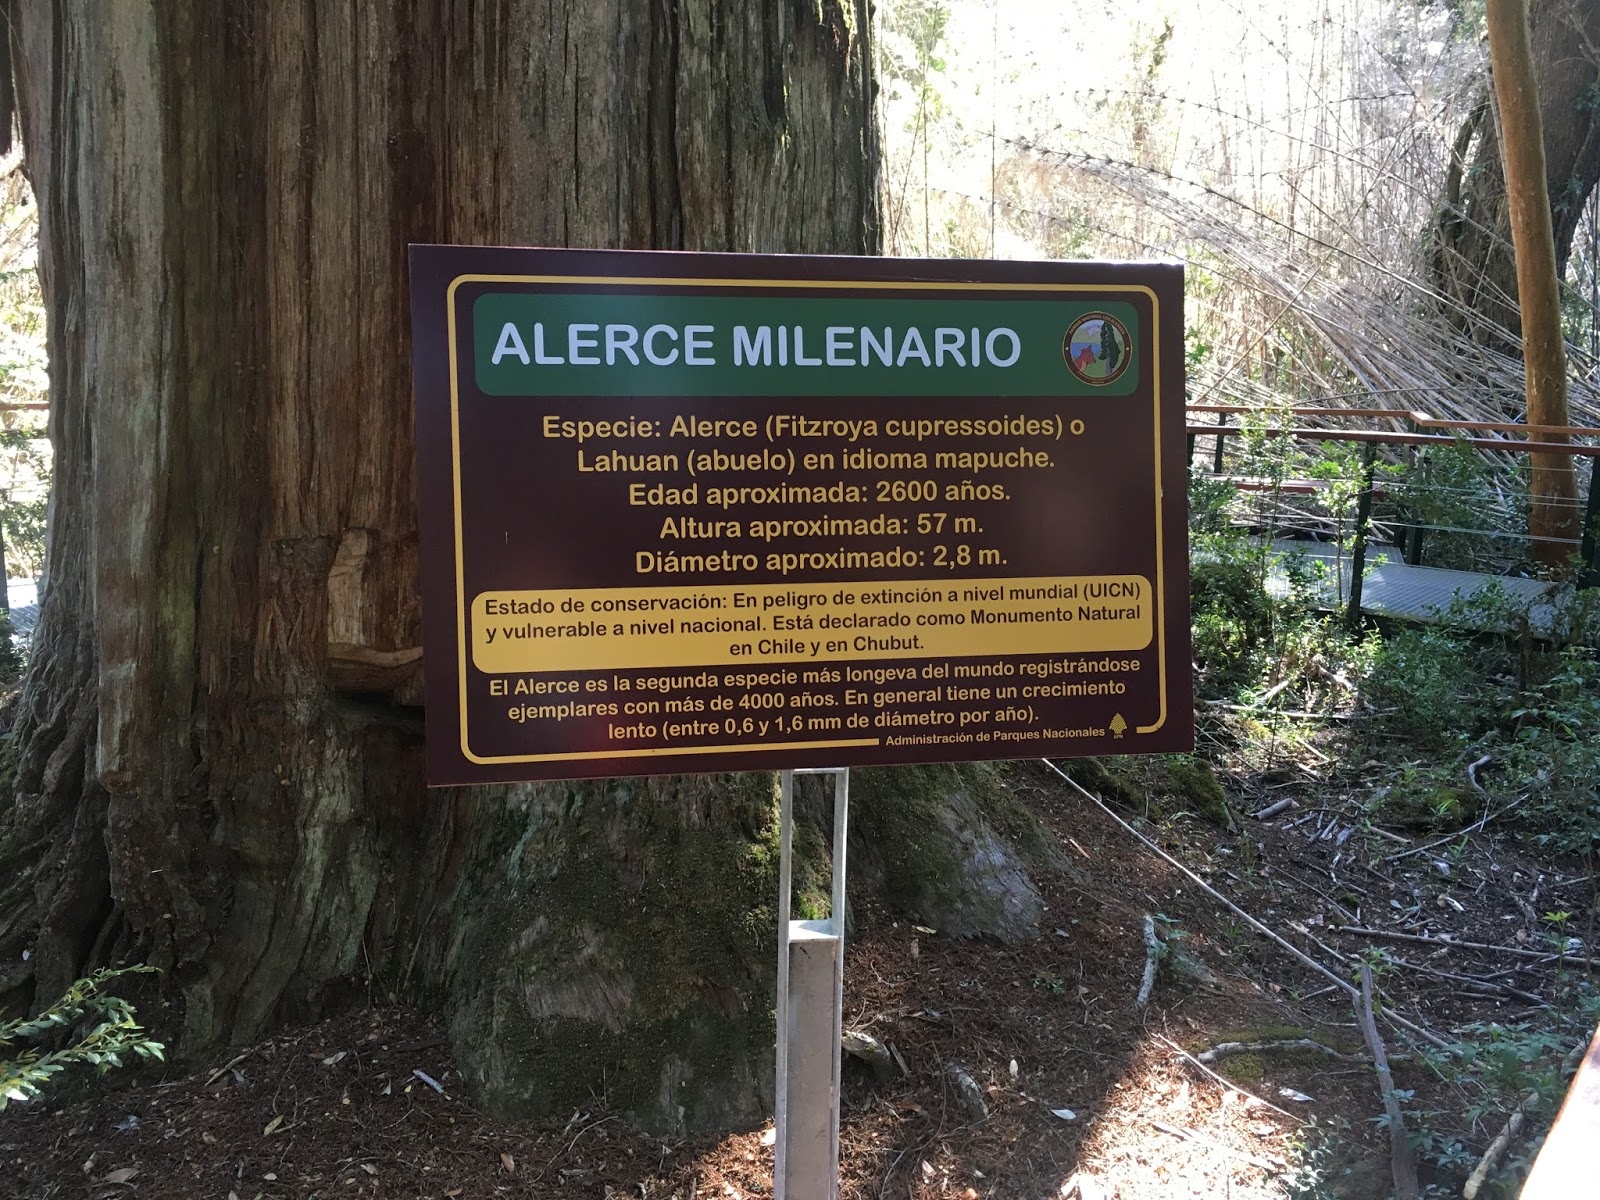 ALERCE MILENARIO
Especie: Alerce (Fitzroya cupressoides) o
Lahuan (abuelo) en idioma mapuche.
Edad aproximada: 2600 años.
Altura aproximada: 57 m.
Diámetro aproximado: 2,8 m.
Estado de conservación: En peligro de extinción a nivel mundial (UICN)
y vulnerable a nivel nacional. Está declarado como Monumento Natural
en Chile y en Chubut.
El Alerce es la segunda especie más longeva del mundo registrándose
ejemplares con más de 4000 años. En general tiene un crecimiento
lento (entre 0,6 y 1,6 mm de diámetro por año).
Administración de Parques Nacionales
APN